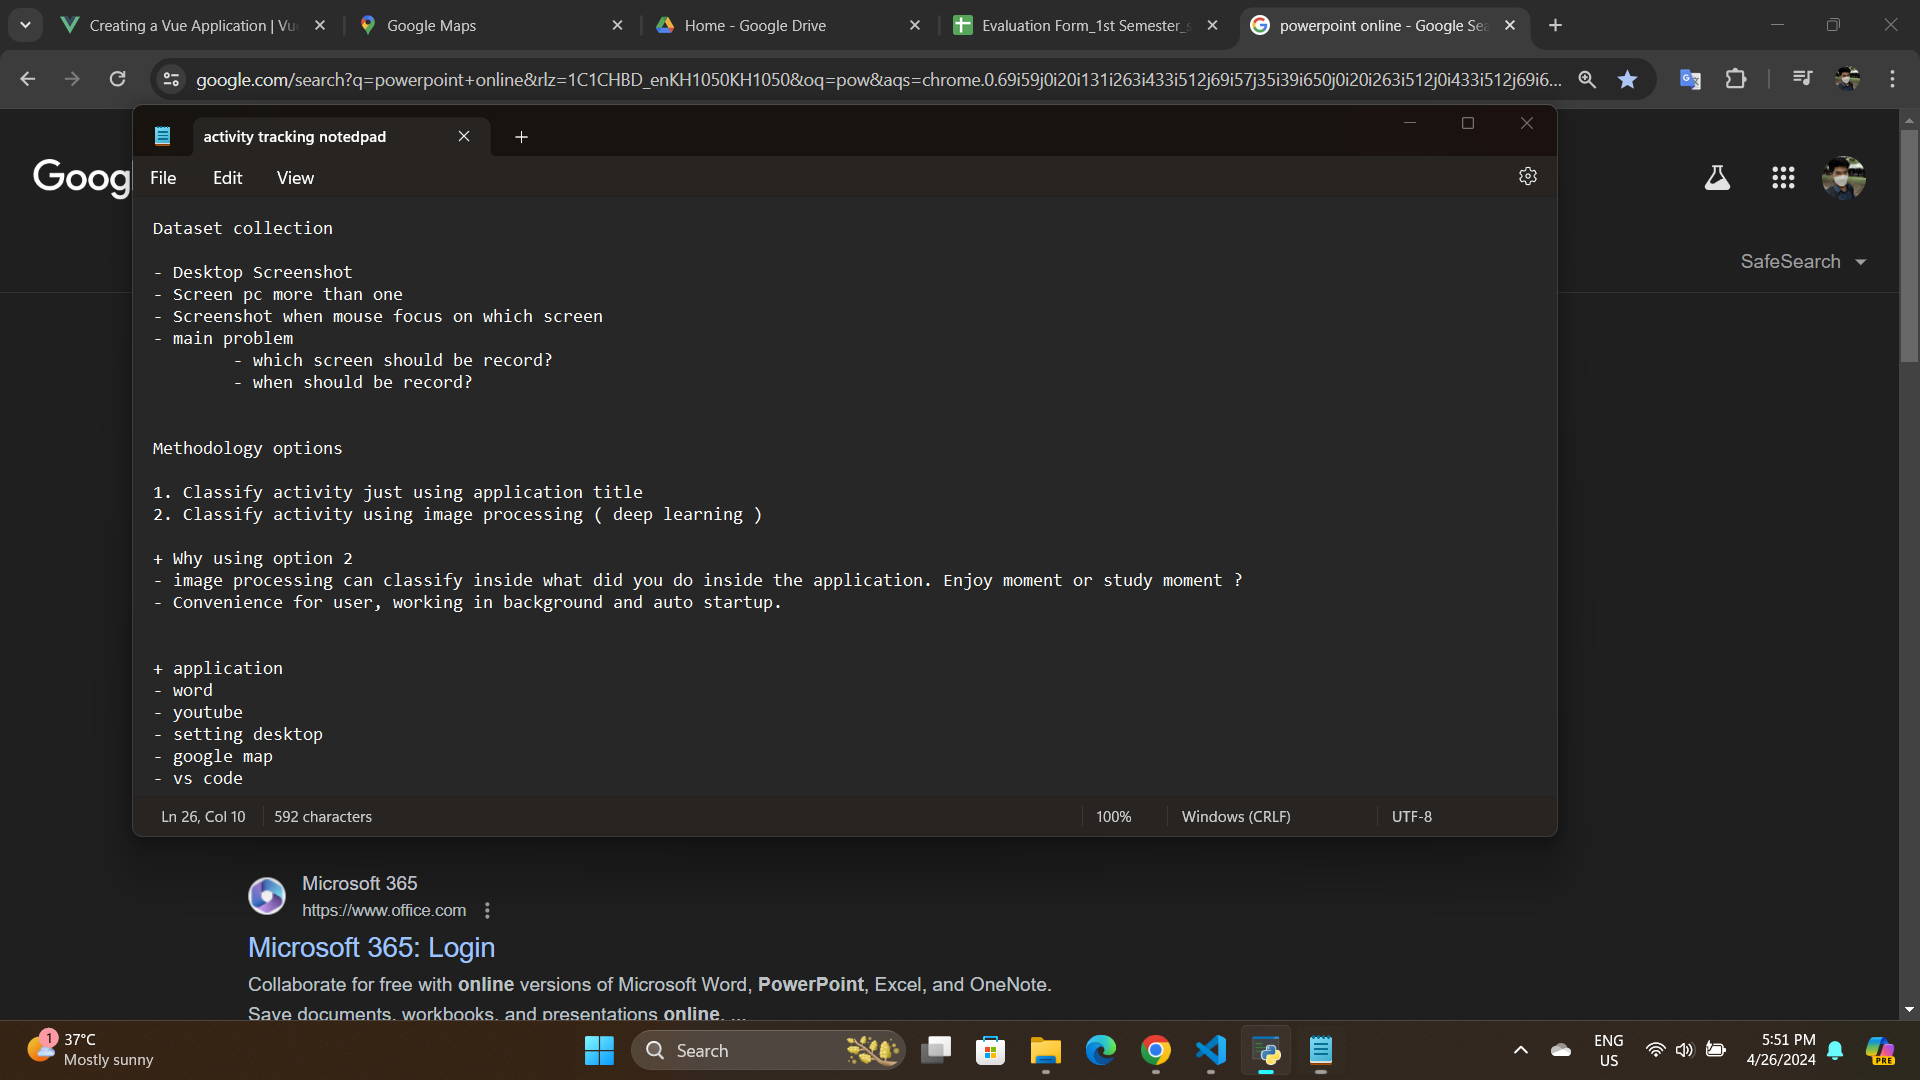 Creating a Vue Application | Vu
Google Maps
Home - Google Drive
Evaluation Form_1st Semester_s
powerpoint online - Google Sea
google.com/search?q=powerpoint+online&rlz=1C1CHBD_enKH1050KH1050&oq=pow&aqs=chrome.0.69i59j0i20i131i263i433i512j69i57j35i39i650j0i20i263i512j0i433i512j69i6...
activity tracking notedpad
File
Edit
View
Goog
SafeSearch
Dataset collection
- Desktop Screenshot
- Screen pc more than one
- Screenshot when mouse focus on which screen
- main problem
- which screen should be record?
- when should be record?
Methodology options
1. Classify activity just using application title
2. Classify activity using image processing ( deep learning )
+ Why using option 2
- image processing can classify inside what did you do inside the application. Enjoy moment or study moment ?
- Convenience for user, working in background and auto startup.
+ application
- word
- youtube
- setting desktop
- google map
- vs code
Ln 26, Col 10
592 characters
100%
Windows (CRLF)
UTF-8
Microsoft 365
https://www.office.com
Microsoft 365: Login
Collaborate for free with online versions of Microsoft Word, PowerPoint, Excel, and OneNote.
Save documents, workbooks, and presentations online. ...
1
37°C
Mostly sunny
Search
ENG
US
5:51 PM
4/26/2024
PRE